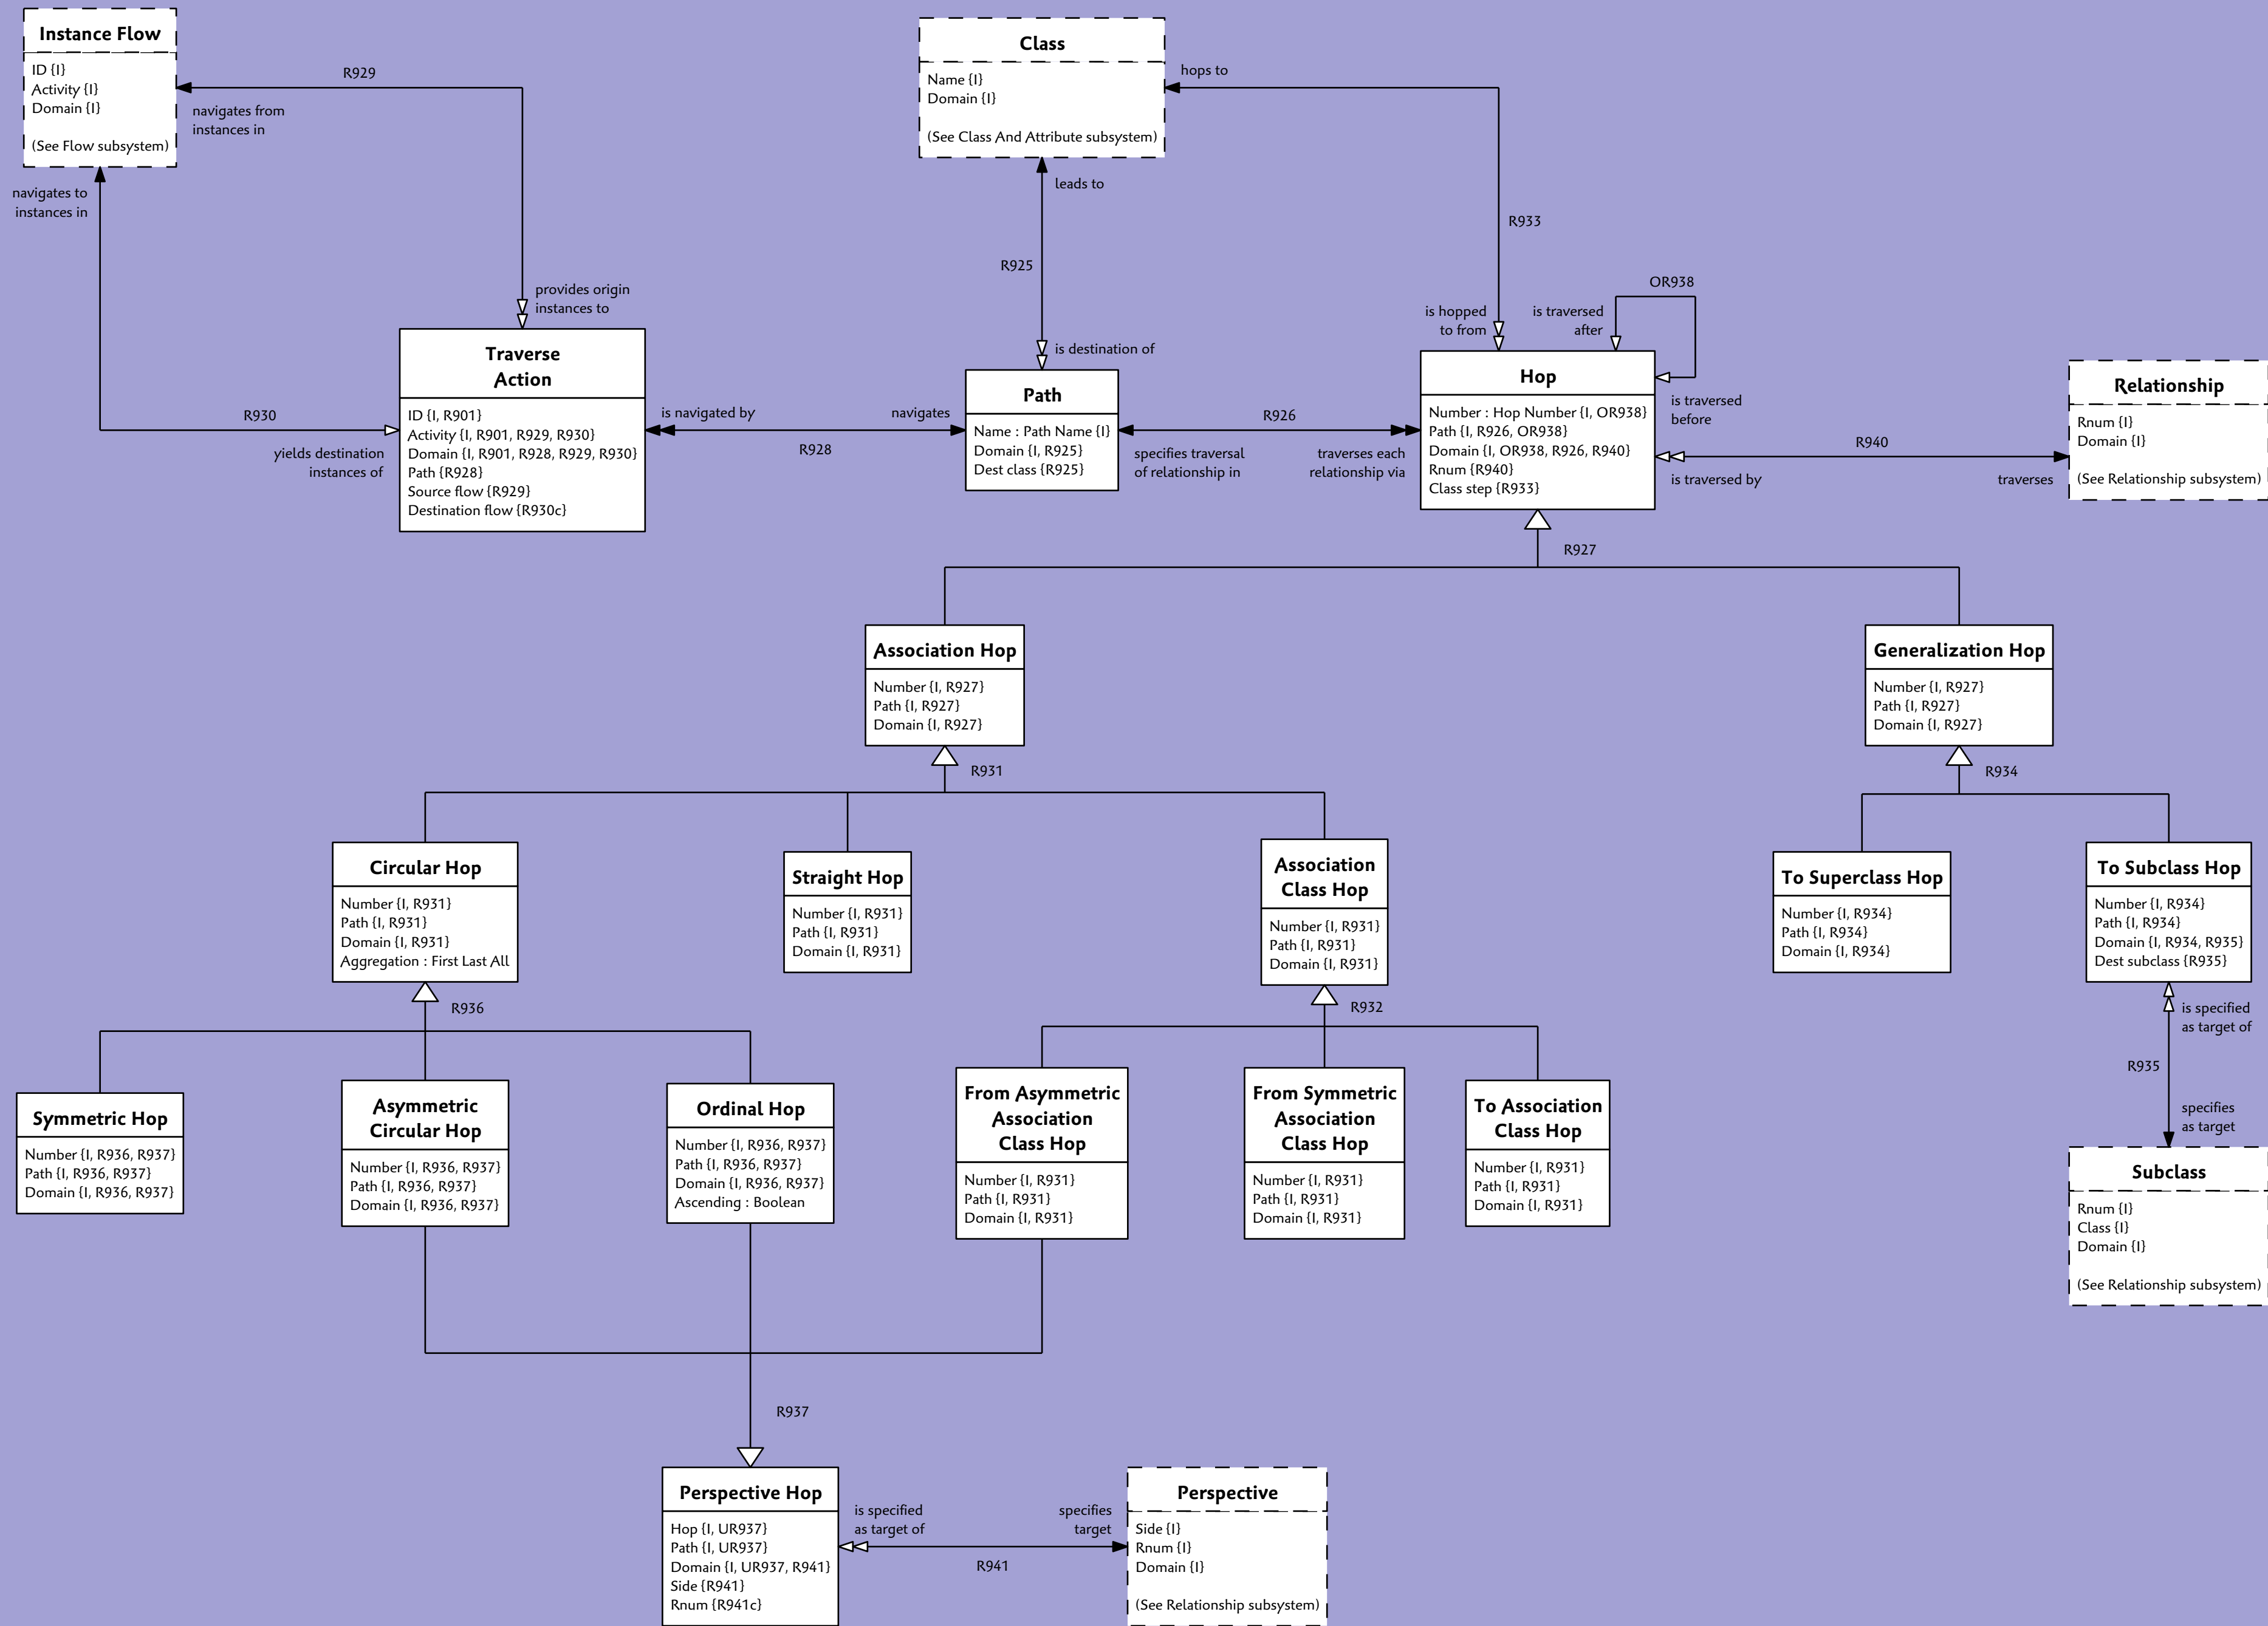 Instance Flow
ID {I}
Activity {I}
Domain {I}
(See Flow subsystem)
R929
navigates from
instances in
navigates to
instances in
provides origin
instances to
R930
yields destination
instances of
Traverse
Action
ID {I, R901}
Activity {I, R901, R929, R930}
Domain {I, R901, R928, R929, R930}
Path {R928}
Source flow {R929}
Destination flow {R930c}
is navigated by
navigates
R928
Class
Name {I}
Domain {I}
(See Class And Attribute subsystem)
hops to
leads to
R925
is destination of
R933
Path
Name : Path Name {I}
Domain {I, R925}
Dest class {R925}
R926
specifies traversal
of relationship in
traverses each
relationship via
is hopped
to from
is traversed
after
OR938
is traversed
before
Hop
Number : Hop Number {I, OR938}
Path {I, R926, OR938}
Domain {I, OR938, R926, R940}
Rnum {R940}
Class step {R933}
R940
is traversed by
traverses
Relationship
Rnum {I}
Domain {I}
(See Relationship subsystem)
R927
Association Hop
Number {I, R927}
Path {I, R927}
Domain {I, R927}
Generalization Hop
Number {I, R927}
Path {I, R927}
Domain {I, R927}
R931
R934
Circular Hop
Number {I, R931}
Path {I, R931}
Domain {I, R931}
Aggregation : First Last All
Straight Hop
Number {I, R931}
Path {I, R931}
Domain {I, R931}
Association
Class Hop
Number {I, R931}
Path {I, R931}
Domain {I, R931}
To Superclass Hop
Number {I, R934}
Path {I, R934}
Domain {I, R934}
To Subclass Hop
Number {I, R934}
Path {I, R934}
Domain {I, R934, R935}
Dest subclass {R935}
R936
R932
is specified
as target of
R935
specifies
as target
Symmetric Hop
Number {I, R936, R937}
Path {I, R936, R937}
Domain {I, R936, R937}
Asymmetric
Circular Hop
Number {I, R936, R937}
Path {I, R936, R937}
Domain {I, R936, R937}
Ordinal Hop
Number {I, R936, R937}
Path {I, R936, R937}
Domain {I, R936, R937}
Ascending : Boolean
From Asymmetric
Association
Class Hop
Number {I, R931}
Path {I, R931}
Domain {I, R931}
From Symmetric
Association
Class Hop
Number {I, R931}
Path {I, R931}
Domain {I, R931}
To Association
Class Hop
Number {I, R931}
Path {I, R931}
Domain {I, R931}
Subclass
Rnum {I}
Class {I}
Domain {I}
(See Relationship subsystem)
R937
Perspective Hop
Hop {I, UR937}
Path {I, UR937}
Domain {I, UR937, R941}
Side {R941}
Rnum {R941c}
is specified
as target of
specifies
target
R941
Perspective
Side {I}
Rnum {I}
Domain {I}
(See Relationship subsystem)